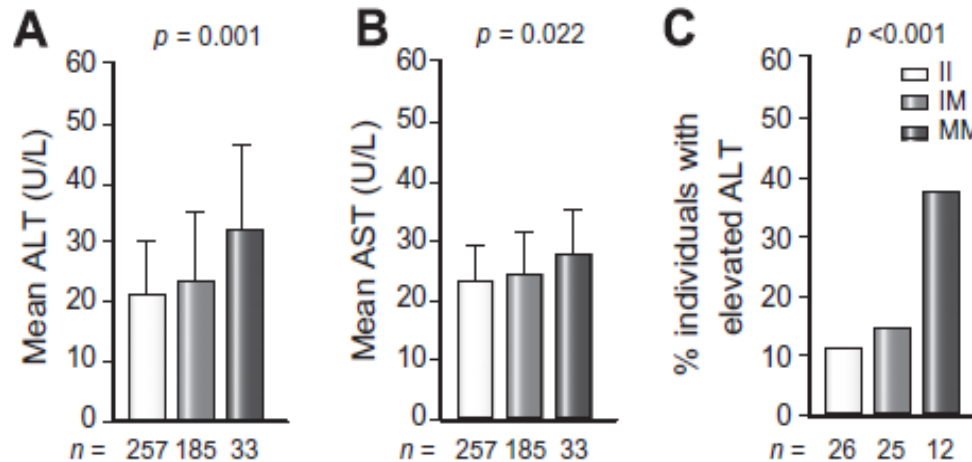 A
p = 0.001
Mean ALT (U/L)
60
50
40
30
20
10
0
n = 257 185 33
B
p = 0.022
Mean AST (U/L)
60
50
40
30
20
10
0
n = 257 185 33
C
p <0.001
% individuals with
elevated ALT
60
50
40
30
20
10
0
II
IM
MM
n = 26 25 12